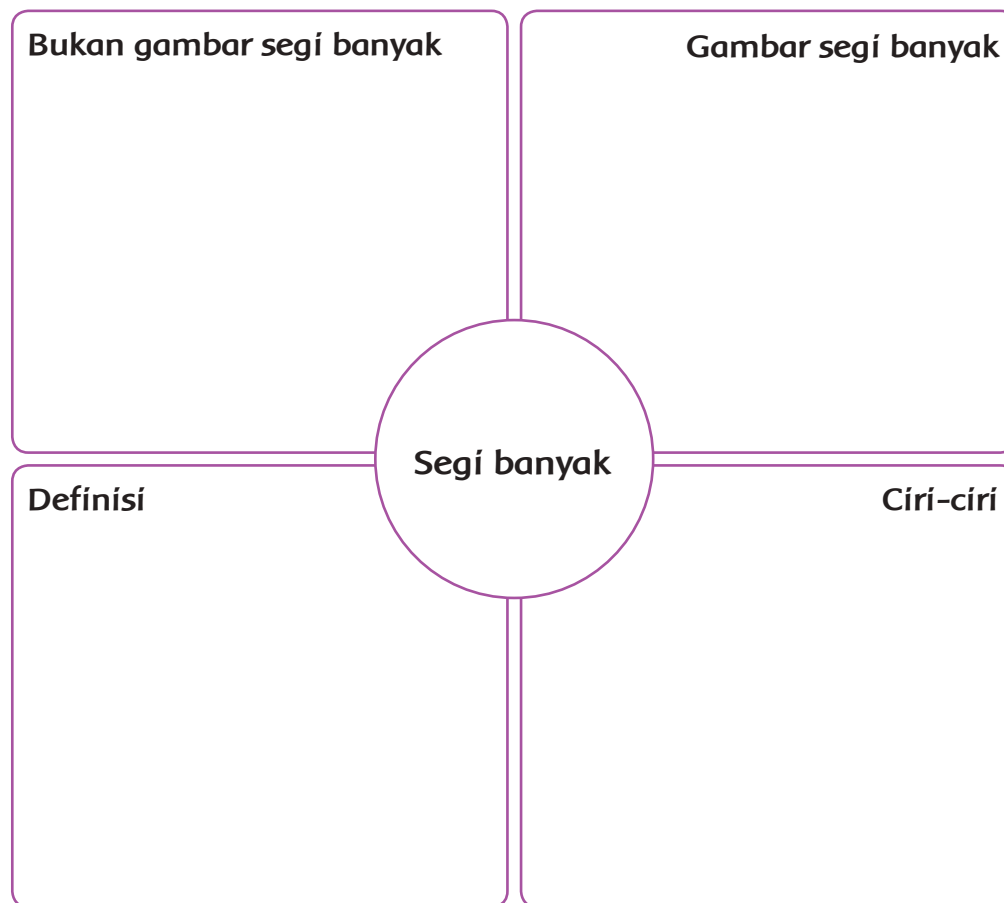 Bukan gambar segi banyak
Gambar segi banyak
Segi banyak
Definisi
Ciri-ciri